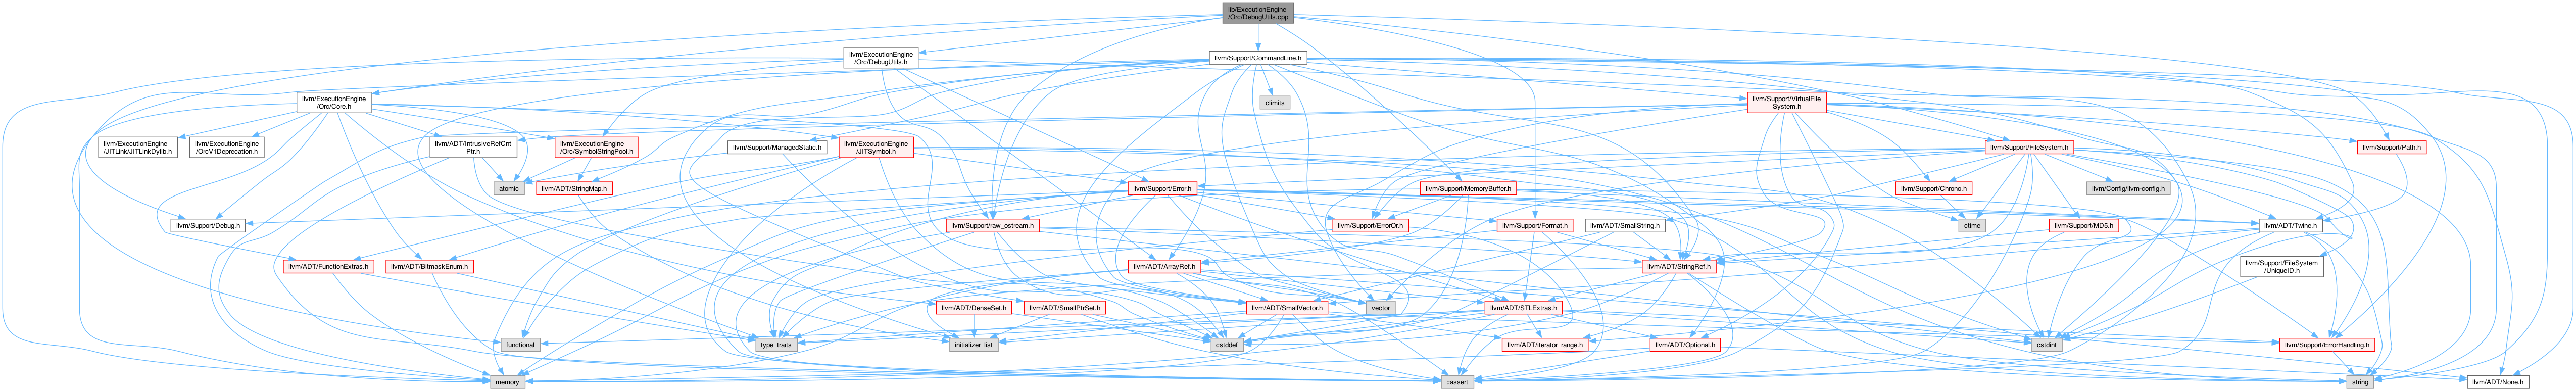 lib/ExecutionEngine
/Orc/DebugUtils.cpp
llvm/ExecutionEngine
/Orc/DebugUtils.h
llvm/Support/CommandLine.h
llvm/ExecutionEngine
/Orc/Core.h
climits
llvm/Support/VirtualFile
System.h
llvm/ExecutionEngine
/JITLink/JITLinkDylib.h
llvm/ExecutionEngine
/OrcV1Deprecation.h
llvm/ADT/IntrusiveRefCnt
Ptr.h
llvm/ExecutionEngine
/Orc/SymbolStringPool.h
llvm/Support/ManagedStatic.h
llvm/ExecutionEngine
/JITSymbol.h
llvm/Support/FileSystem.h
llvm/Support/Path.h
atomic
llvm/ADT/StringMap.h
llvm/Support/Error.h
llvm/Support/MemoryBuffer.h
llvm/Support/Chrono.h
llvm/Config/llvm-config.h
llvm/Support/Debug.h
llvm/Support/raw_ostream.h
llvm/Support/ErrorOr.h
llvm/Support/Format.h
llvm/ADT/SmallString.h
ctime
llvm/Support/MD5.h
llvm/ADT/Twine.h
llvm/ADT/FunctionExtras.h
llvm/ADT/BitmaskEnum.h
llvm/ADT/ArrayRef.h
llvm/ADT/StringRef.h
llvm/Support/FileSystem
/UniqueID.h
llvm/ADT/DenseSet.h
llvm/ADT/SmallPtrSet.h
llvm/ADT/SmallVector.h
vector
llvm/ADT/STLExtras.h
functional
type_traits
initializer_list
cstddef
llvm/ADT/iterator_range.h
llvm/ADT/Optional.h
cstdint
llvm/Support/ErrorHandling.h
memory
cassert
string
llvm/ADT/None.h